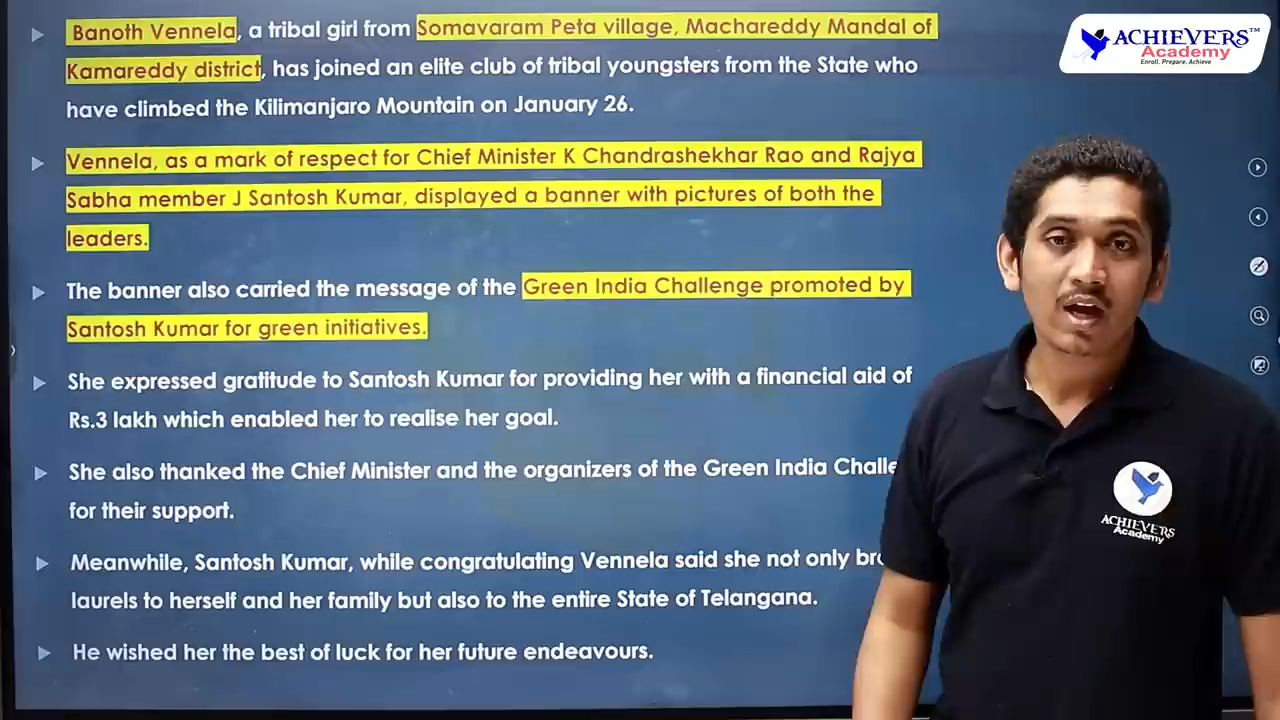 Banoth Vennela, a tribal girl from Somavaram Peta village, Machareddy Mandal of
Kamareddy district, has joined an elite club of tribal youngsters from the State who
have climbed the Kilimanjaro Mountain on January 26.
Vennela, as a mark of respect for Chief Minister K Chandrashekhar Rao and Rajya
Sabha member J Santosh Kumar, displayed a banner with pictures of both the
leaders.
The banner also carried the message of the Green India Challenge promoted by
Santosh Kumar for green initiatives.
She expressed gratitude to Santosh Kumar for providing her with a financial aid of
Rs.3 lakh which enabled her to realise her goal.
She also thanked the Chief Minister and the organizers of the Green India Challe
for their support.
Meanwhile, Santosh Kumar, while congratulating Vennela said she not only bro
laurels to herself and her family but also to the entire State of Telangana.
He wished her the best of luck for her future endeavours.
ACHIEVERS™
Academy
Enroll. Prepare. Achieve
ACHIEVERS
Academy